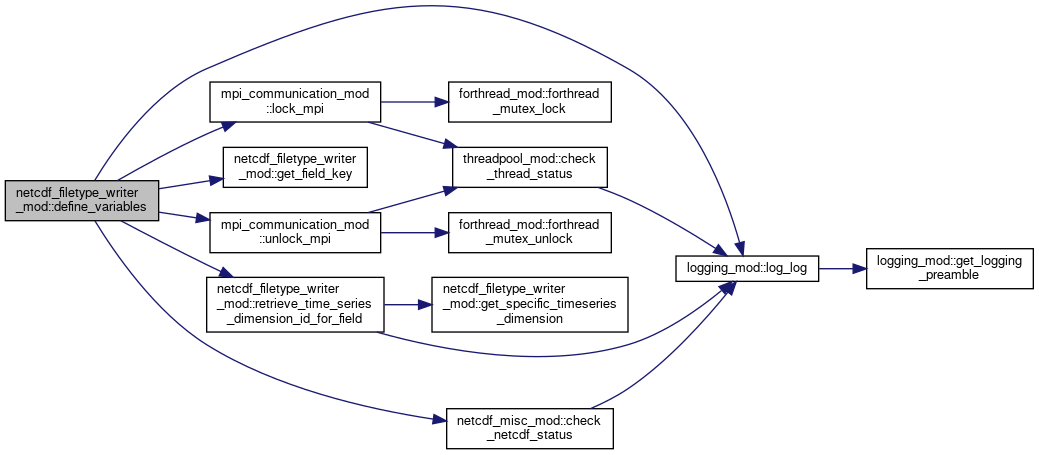 netcdf_filetype_writer
_mod::define_variables
mpi_communication_mod
::lock_mpi
netcdf_filetype_writer
_mod::get_field_key
mpi_communication_mod
::unlock_mpi
netcdf_filetype_writer
_mod::retrieve_time_series
_dimension_id_for_field
forthread_mod::forthread
_mutex_lock
threadpool_mod::check
_thread_status
forthread_mod::forthread
_mutex_unlock
netcdf_filetype_writer
_mod::get_specific_timeseries
_dimension
netcdf_misc_mod::check
_netcdf_status
logging_mod::log_log
logging_mod::get_logging
_preamble